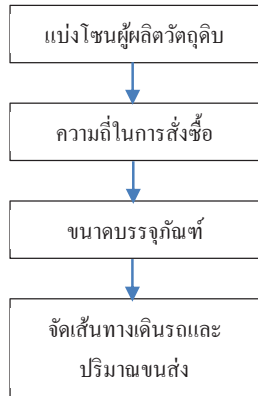 แบ่งโซนผู้ผลิตวัตถุดิบ
ความถี่ในการสั่งซื้อ
ขนาดบรรจุภัณฑ์
จัดเส้นทางเดินรถและ
ปริมาณขนส่ง